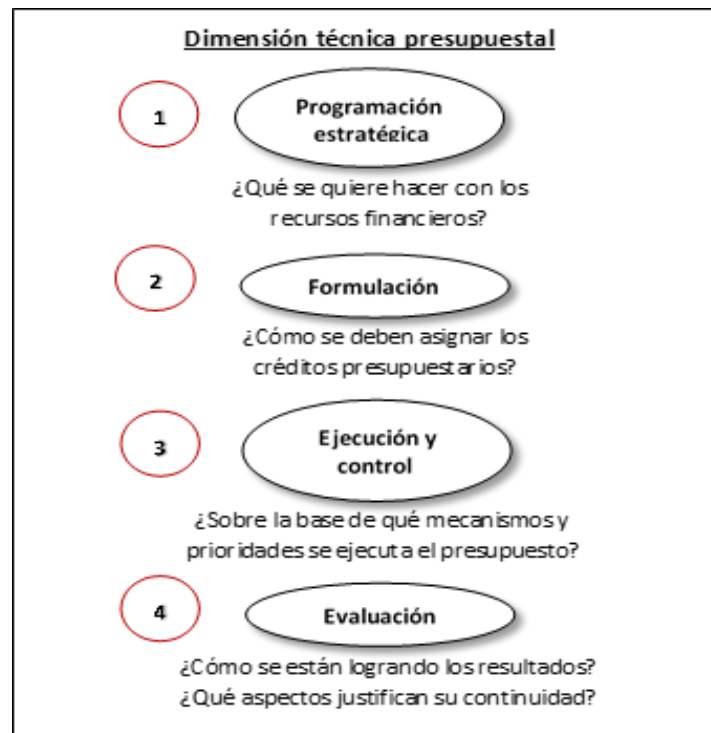 Dimensión técnica presupuestal
1
Programación
estratégica
¿Qué se quiere hacer con los
recursos financieros?
2
Formulación
¿Cómo se deben asignar los
créditos presupuestarios?
3
Ejecución y
control
¿Sobre la base de qué mecanismos y
prioridades se ejecuta el presupuesto?
4
Evaluación
¿Cómo se están logrando los resultados?
¿Qué aspectos justifican su continuidad?